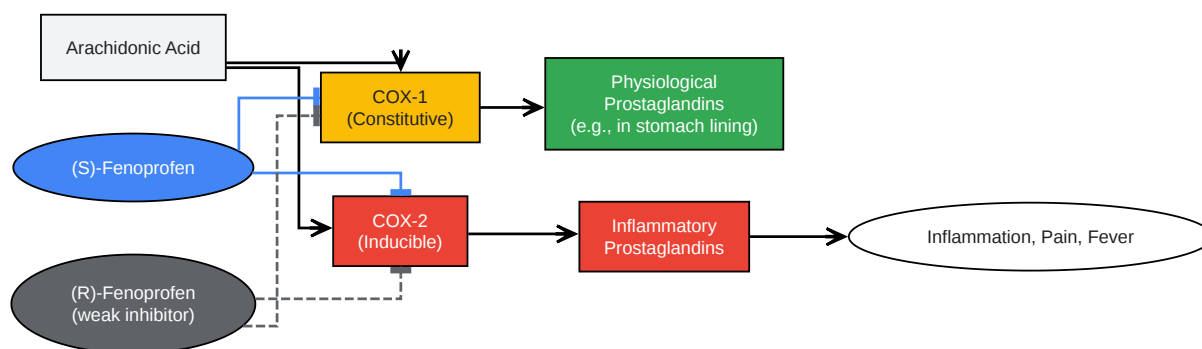 Arachidonic Acid
COX-1
(Constitutive)
Physiological
Prostaglandins
(e.g., in stomach lining)
(S)-Fenoprofen
COX-2
(Inducible)
Inflammatory
Prostaglandins
Inflammation, Pain, Fever
(R)-Fenoprofen
(weak inhibitor)